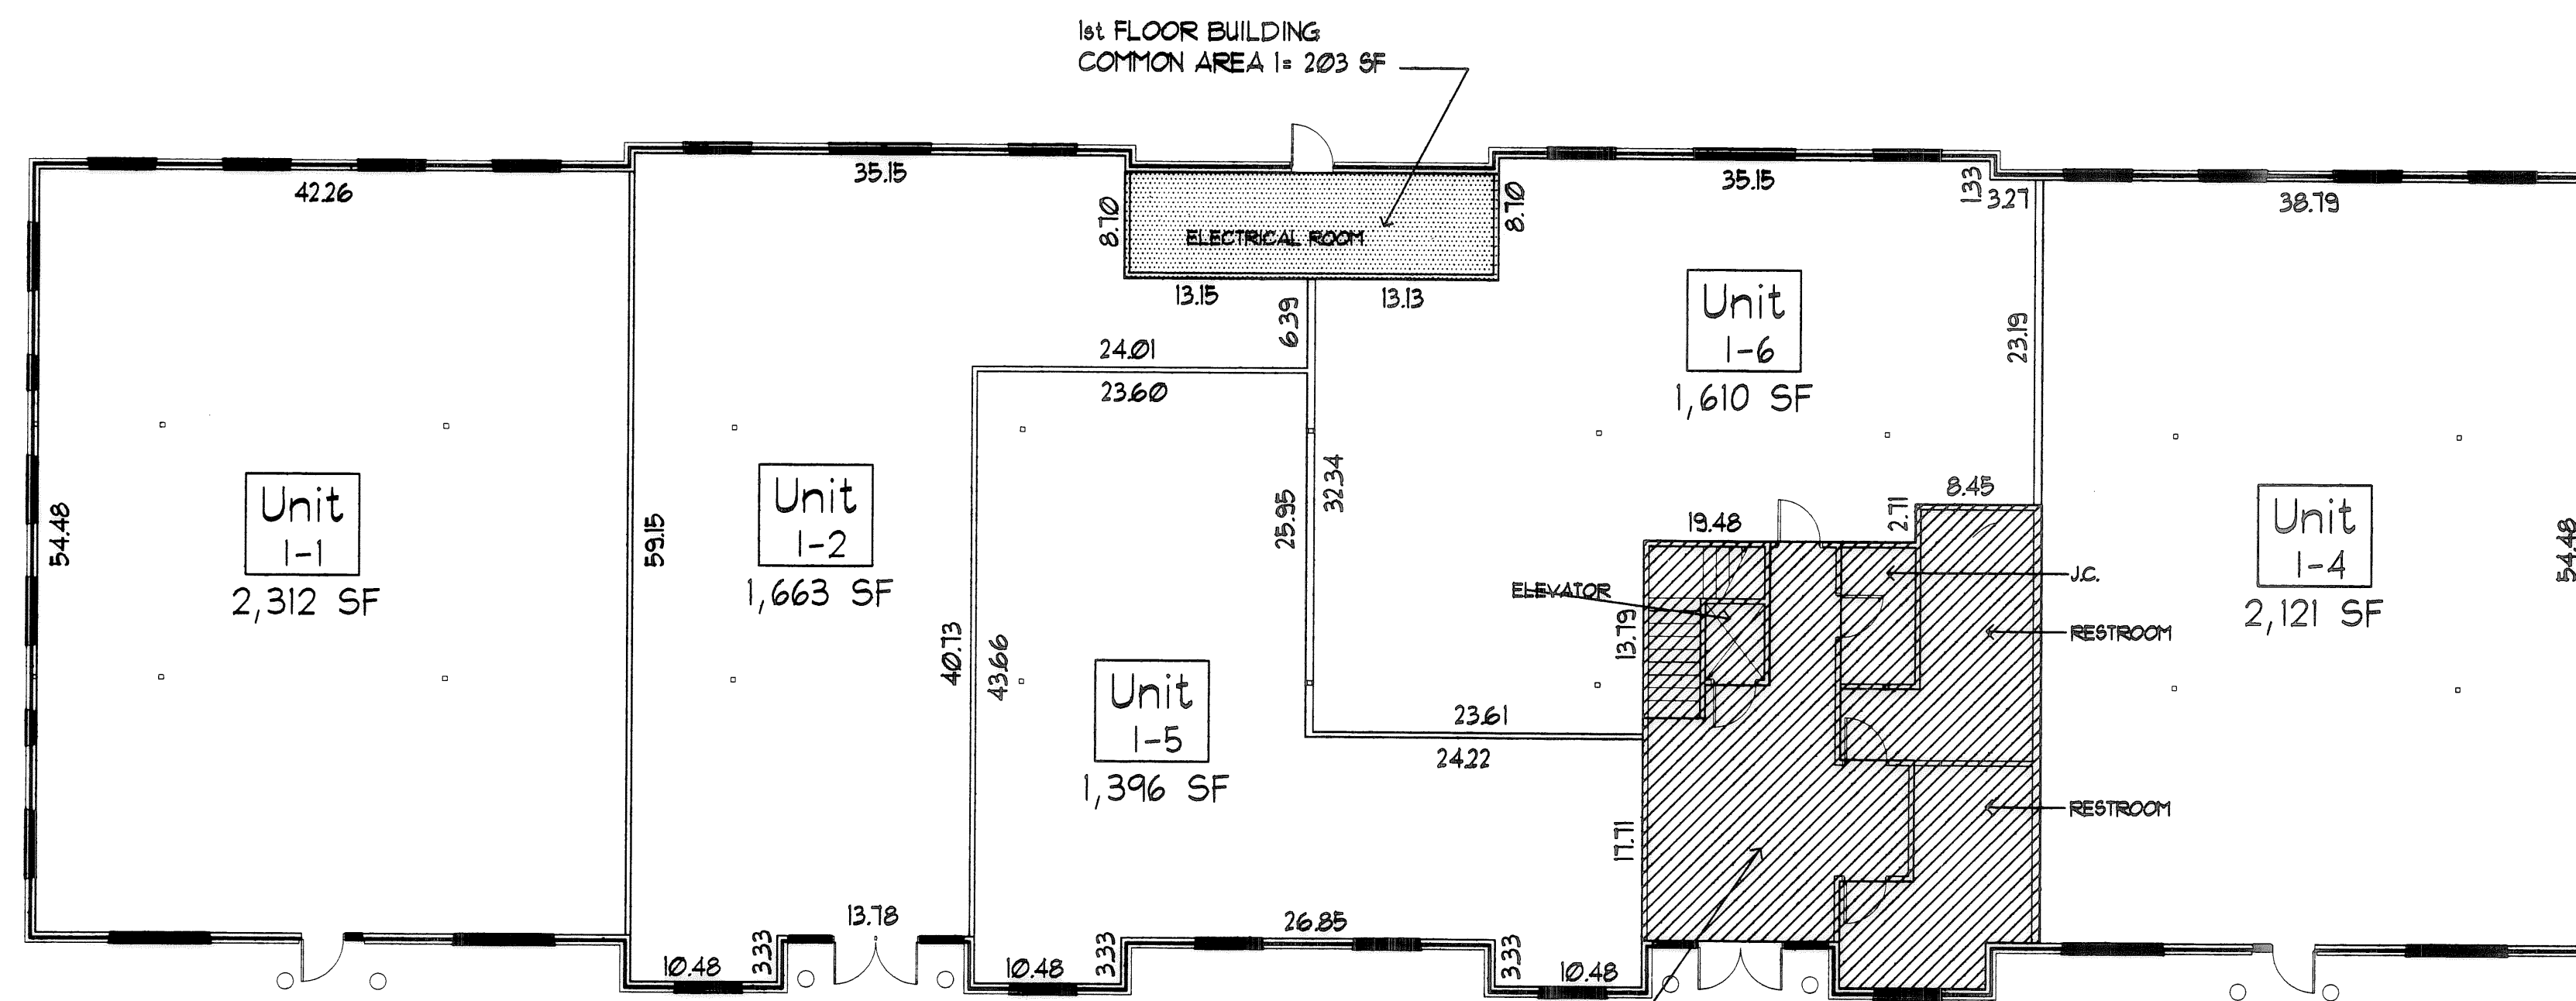 1st FLOOR BUILDING
COMMON AREA 1= 203 SF
42.26
35.15
35.15
1.33
3.27
38.79
8.70
ELECTRICAL ROOM
8.70
13.15
13.13
6.39
24.01
23.60
Unit
1-6
1,610 SF
23.19
54.48
Unit
1-1
2,312 SF
59.15
Unit
1-2
1,663 SF
25.95
32.34
19.48
2.71
8.45
Unit
1-4
2,121 SF
54.48
ELEVATOR
J.C.
RESTROOM
13.79
40.73
43.66
Unit
1-5
1,396 SF
23.61
24.22
RESTROOM
17.71
13.78
26.85
10.48
3.33
10.48
3.33
3.33
10.48